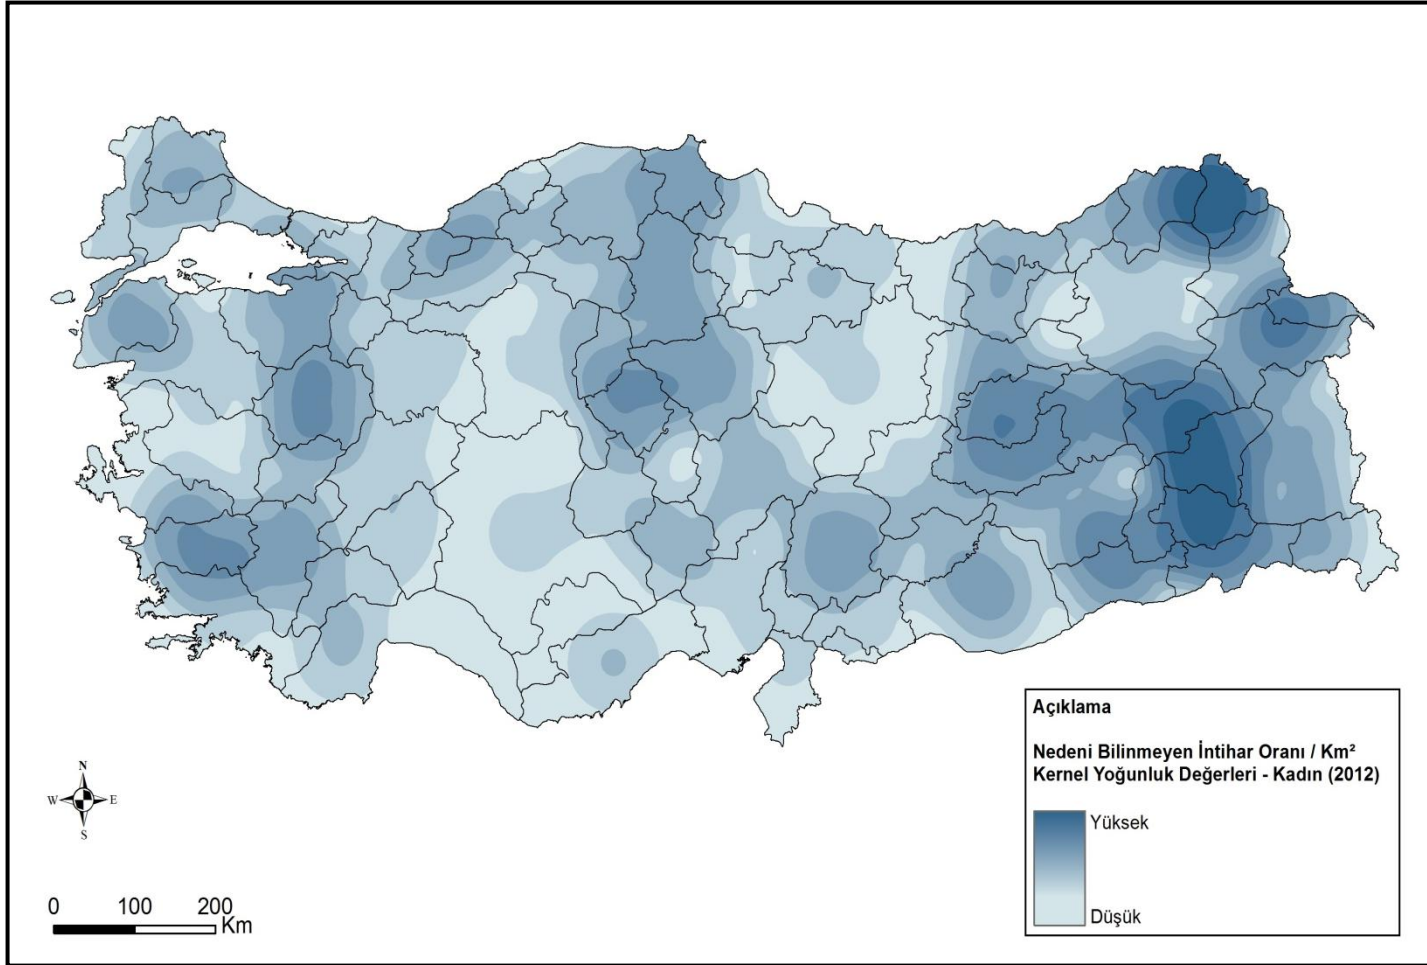 Açıklama
Nedeni Bilinmeyen İntihar Oranı / Km²
Kernel Yoğunluk Değerleri - Kadın (2012)
Yüksek
Düşük
N
W E
S
0 100 200
Km